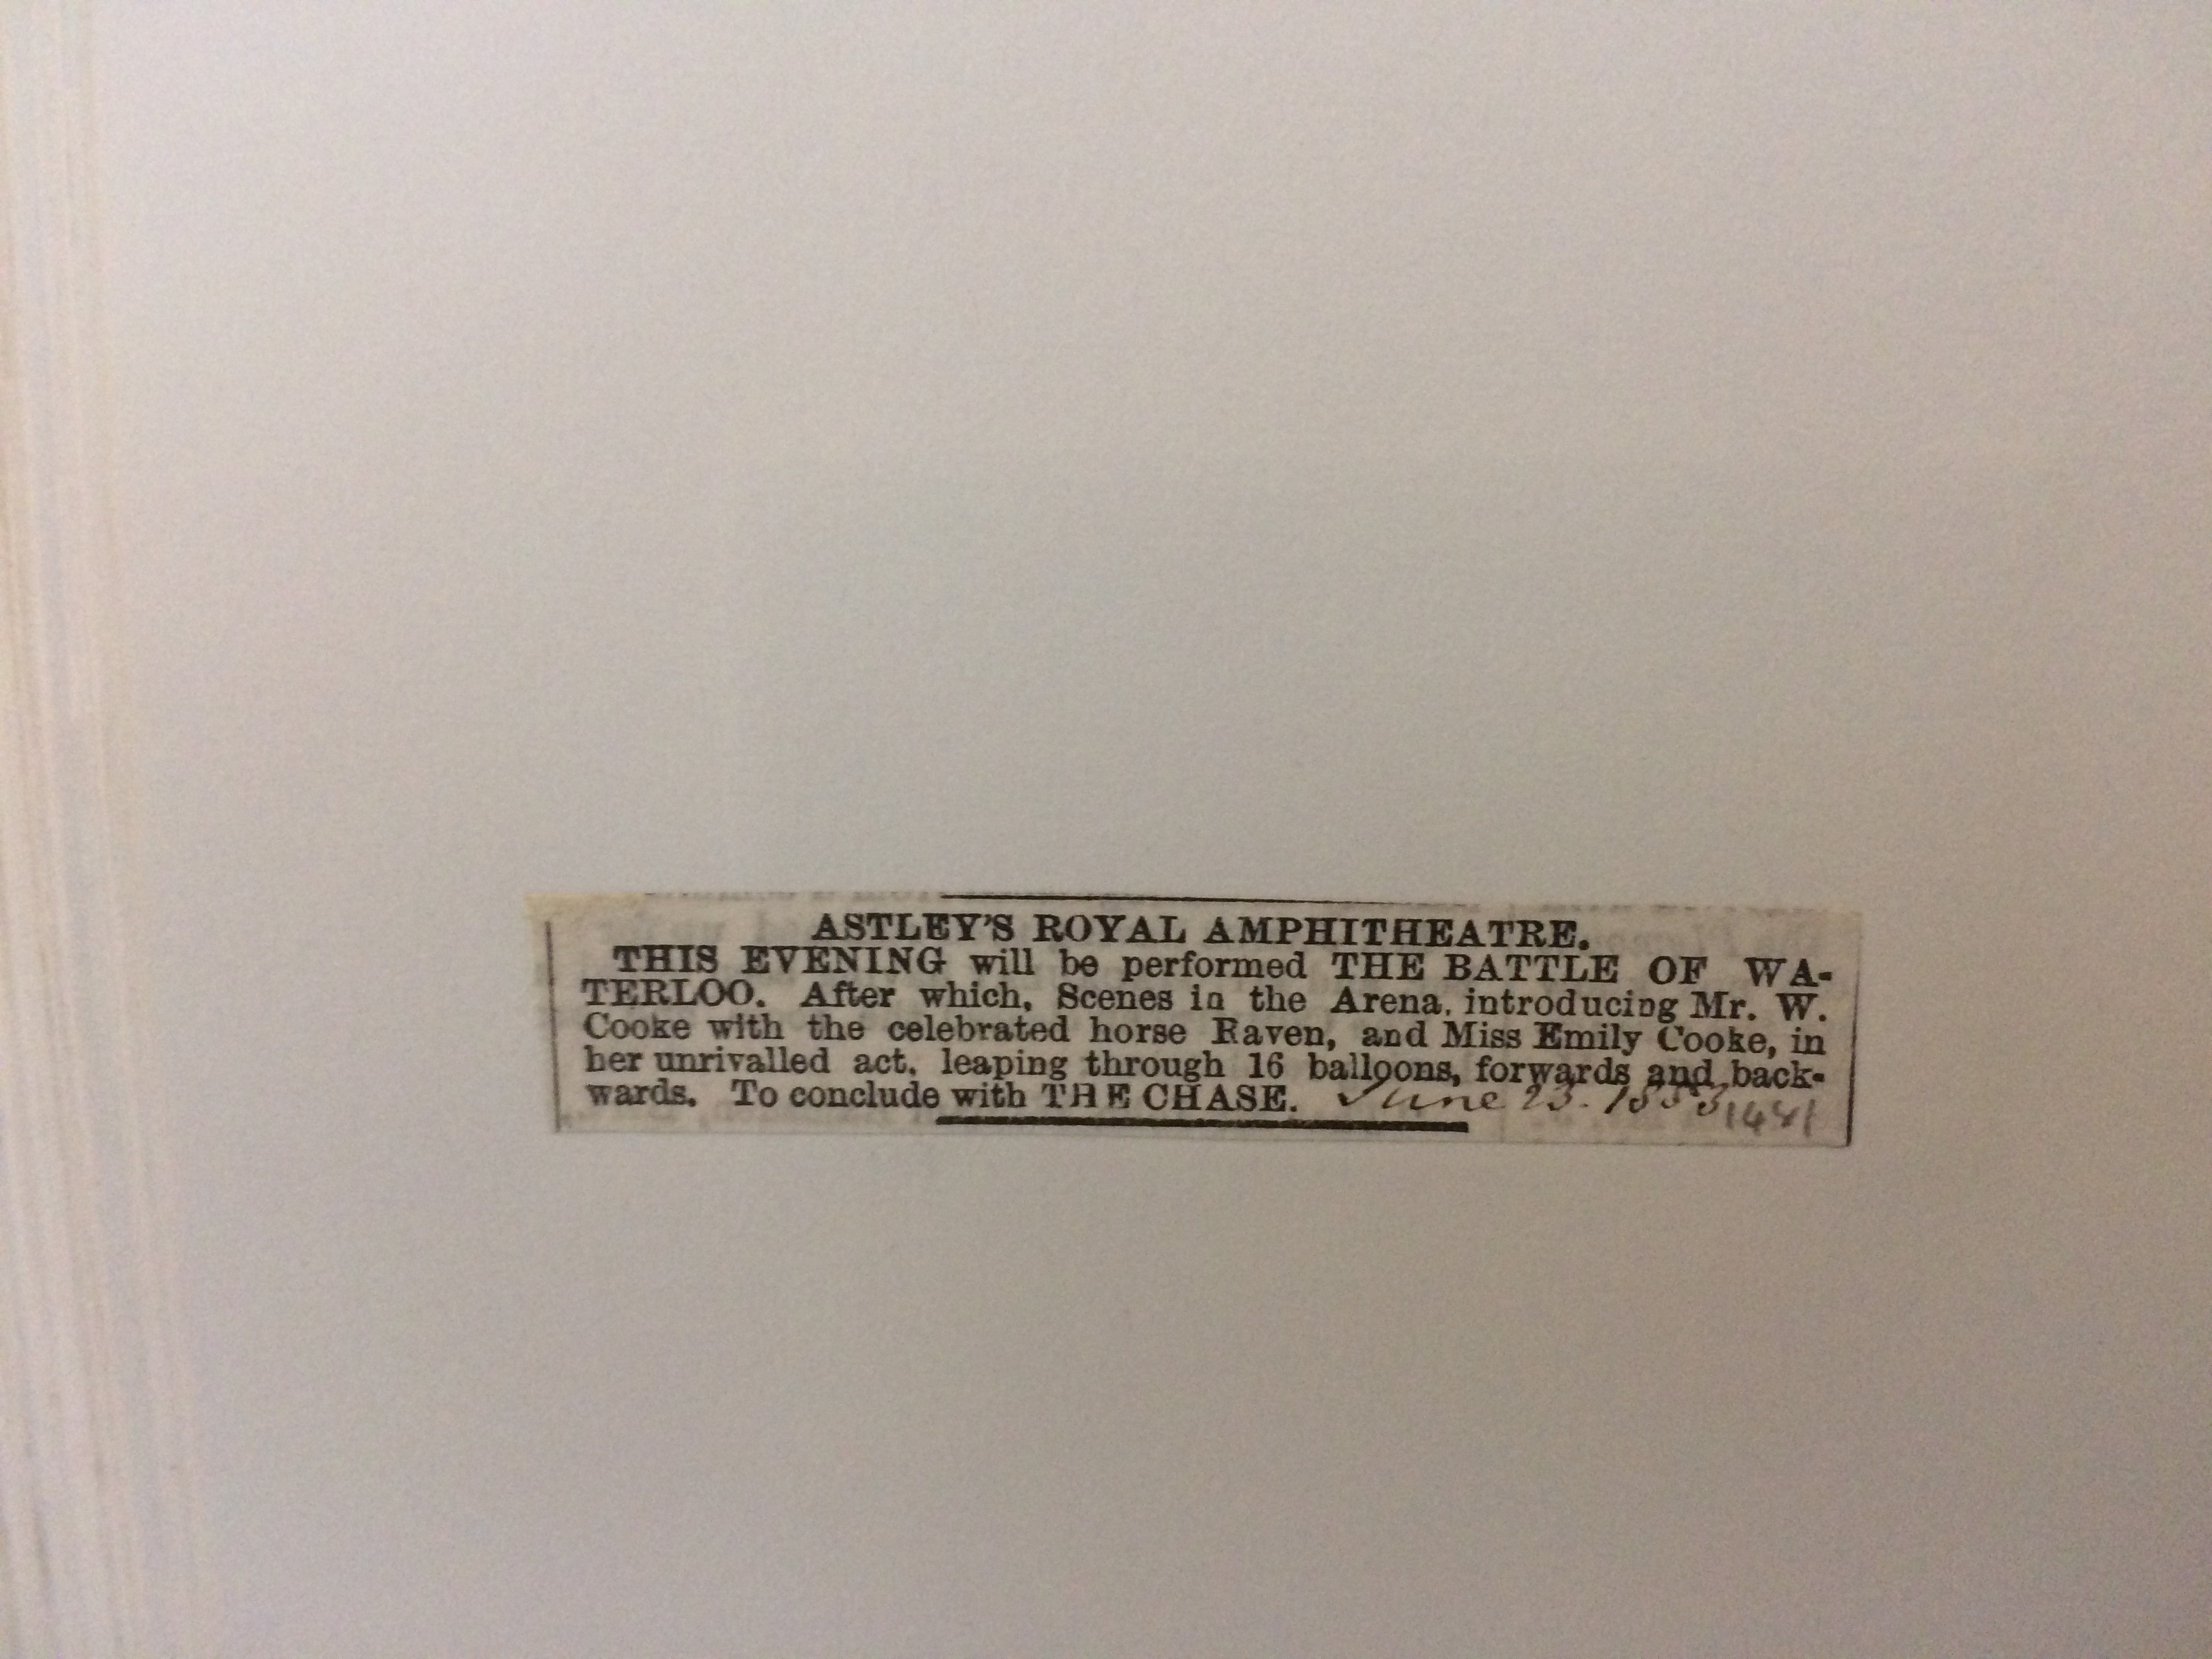 ASTLEY'S ROYAL AMPHITHEATRE.
THIS EVENING will be performed THE BATTLE OF WA-
TERLOO. After which, Scenes in the Arena, introducing Mr. W.
Cooke with the celebrated horse Raven, and Miss Emily Cooke, in
her unrivalled act, leaping through 16 balloons, forwards and back-
wards. To conclude with THE CHASE. June 23. 1853